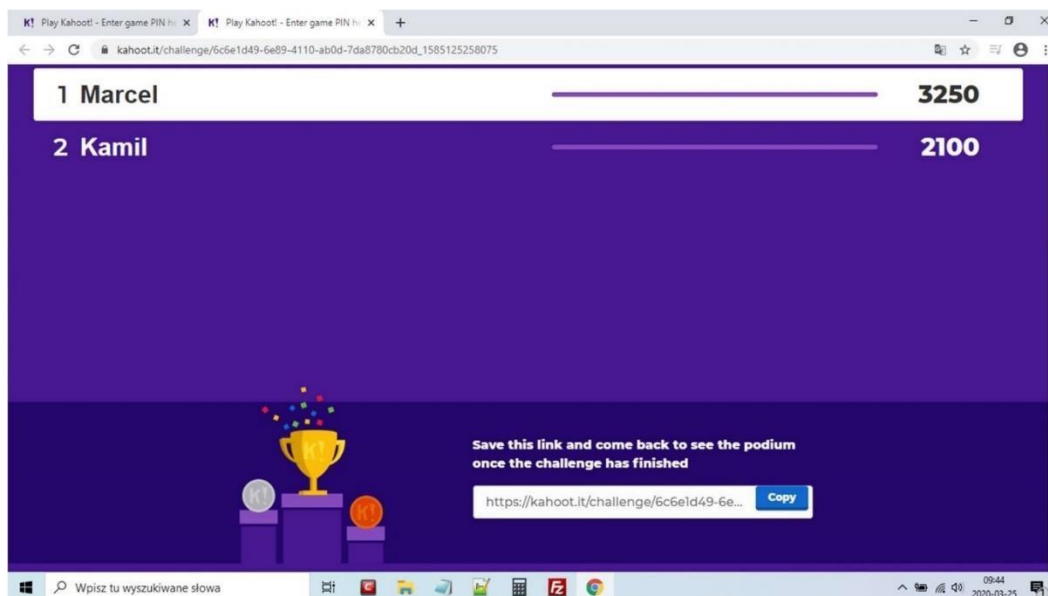 K! Play Kahoot! - Enter game PIN h
K! Play Kahoot! - Enter game PIN h
kahoot.it/challenge/6c6e1d49-6e89-4110-ab0d-7da8780cb20d_1585125258075
1 Marcel 3250
2 Kamil 2100
K!
K!
K!
Save this link and come back to see the podium
once the challenge has finished
https://kahoot.it/challenge/6c6e1d49-6e... Copy
Wpisz tu wyszukiwane słowa
Fz
09:44
2020-03-25